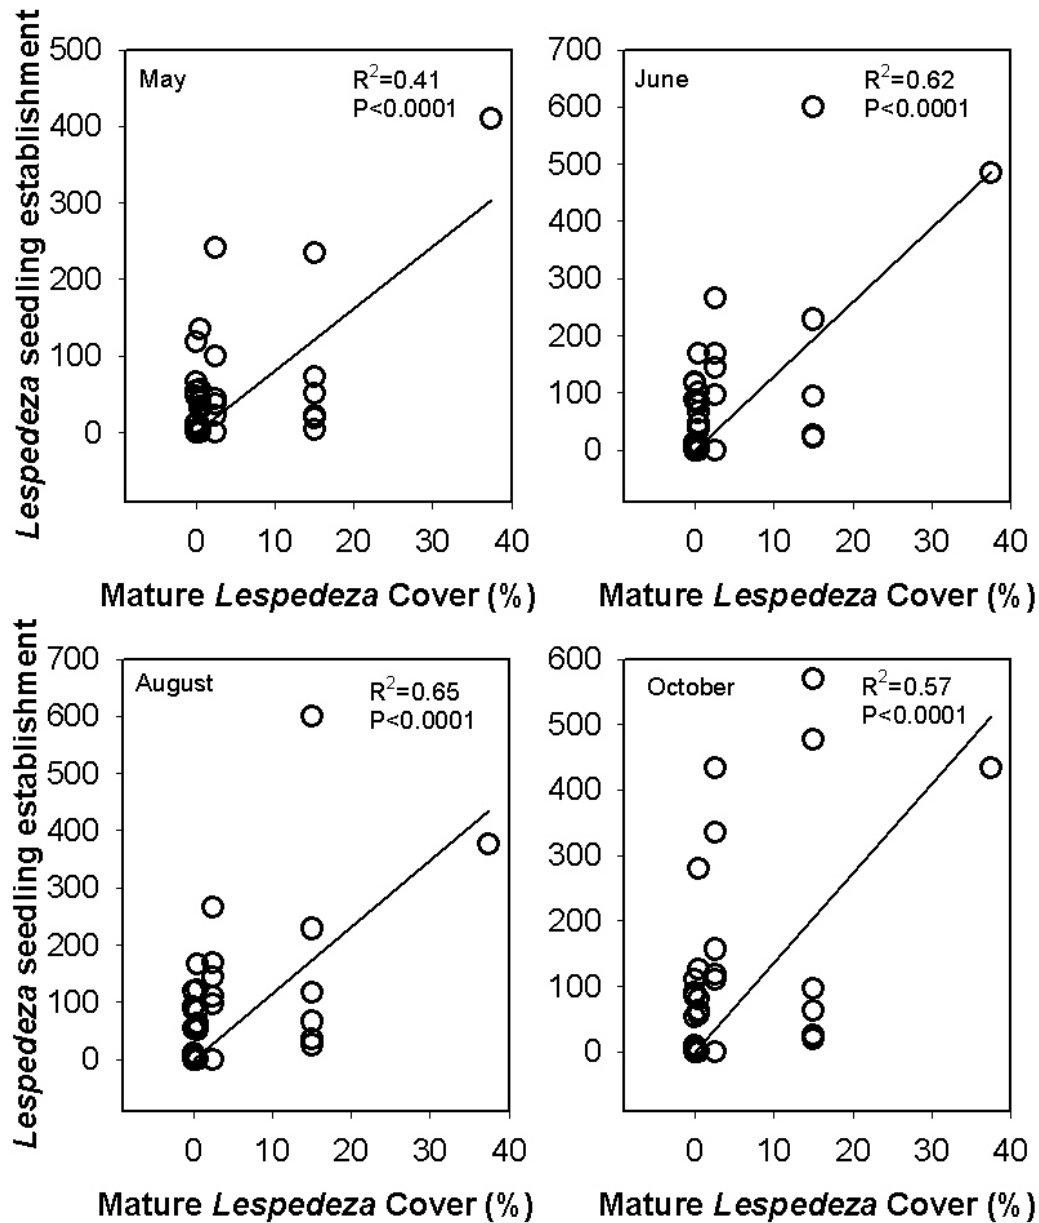 Lespedeza seedling establishment
500
400
300
200
100
0
May
R²=0.41
P<0.0001
0 10 20 30 40
Mature Lespedeza Cover (%)
700
600
500
400
300
200
100
0
June
R²=0.62
P<0.0001
0 10 20 30 40
Mature Lespedeza Cover (%)
Lespedeza seedling establishment
700
600
500
400
300
200
100
0
August
R²=0.65
P<0.0001
0 10 20 30 40
Mature Lespedeza Cover (%)
600
500
400
300
200
100
0
October
R²=0.57
P<0.0001
0 10 20 30 40
Mature Lespedeza Cover (%)